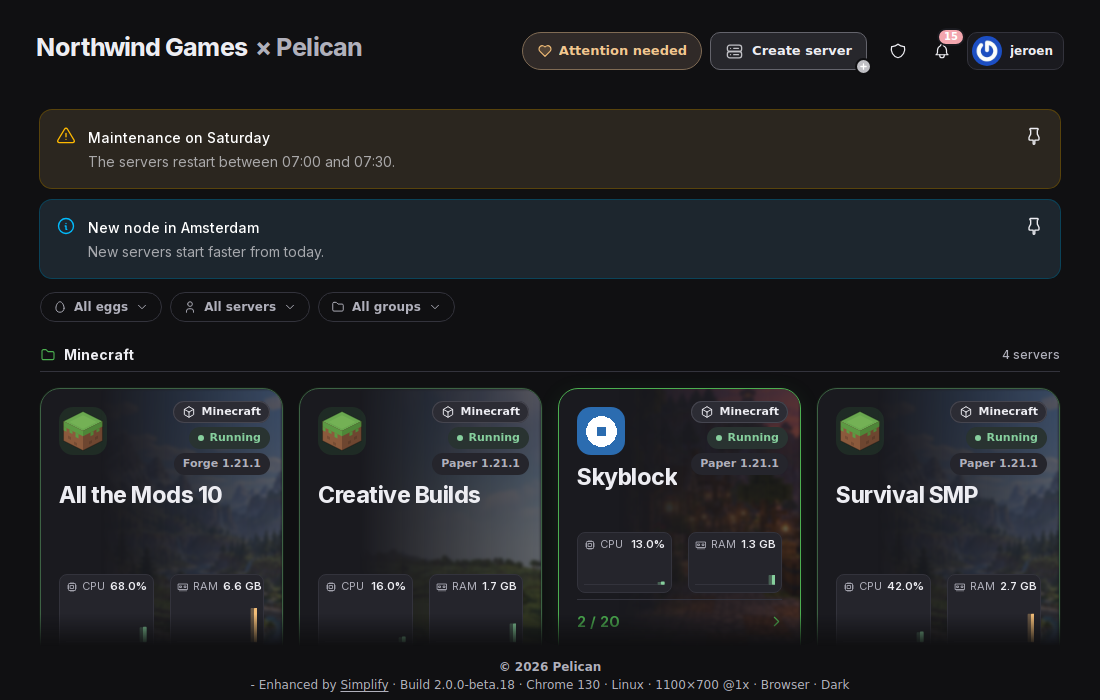 Northwind Games × Pelican
Attention needed
Create server
15
jeroen
Maintenance on Saturday
The servers restart between 07:00 and 07:30.
New node in Amsterdam
New servers start faster from today.
All eggs
All servers
All groups
Minecraft
4 servers
Minecraft
Running
Forge 1.21.1
All the Mods 10
CPU 68.0%
RAM 6.6 GB
Minecraft
Running
Paper 1.21.1
Creative Builds
CPU 16.0%
RAM 1.7 GB
Minecraft
Running
Paper 1.21.1
Skyblock
CPU 13.0%
RAM 1.3 GB
2 / 20
Minecraft
Running
Paper 1.21.1
Survival SMP
CPU 42.0%
RAM 2.7 GB
© 2026 Pelican
- Enhanced by Simplify · Build 2.0.0-beta.18 · Chrome 130 · Linux · 1100×700 @1x · Browser · Dark